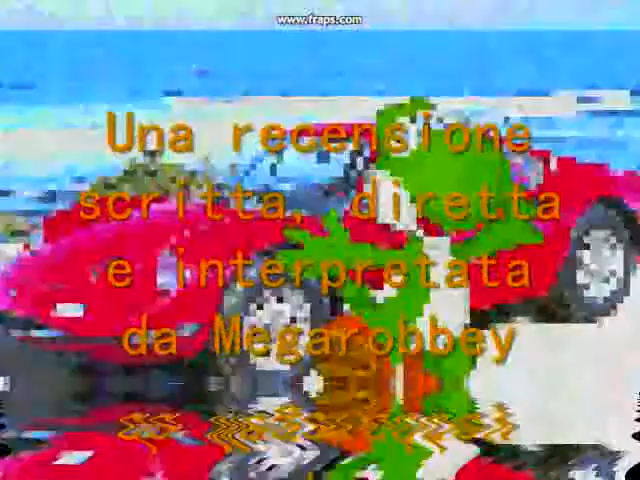 www.fraps.com
Una recensione
scritta, diretta
e interpretata
da Megarobbey